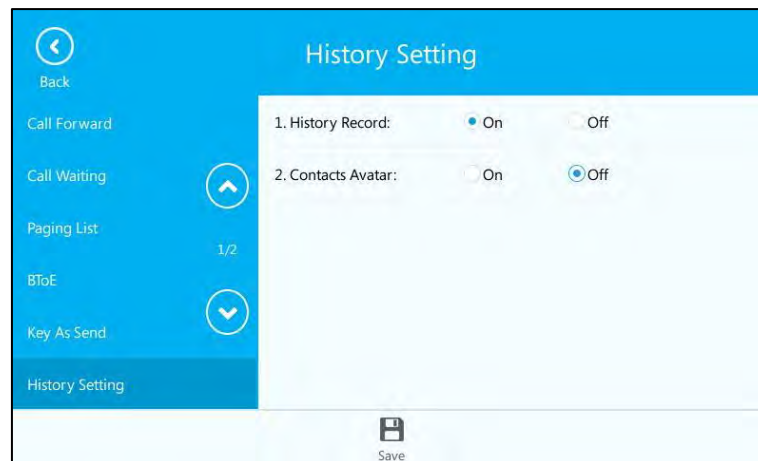 History Setting
Back
Call Forward
Call Waiting
Paging List
1/2
BToE
Key As Send
History Setting
1. History Record: On Off
2. Contacts Avatar: On Off
Save